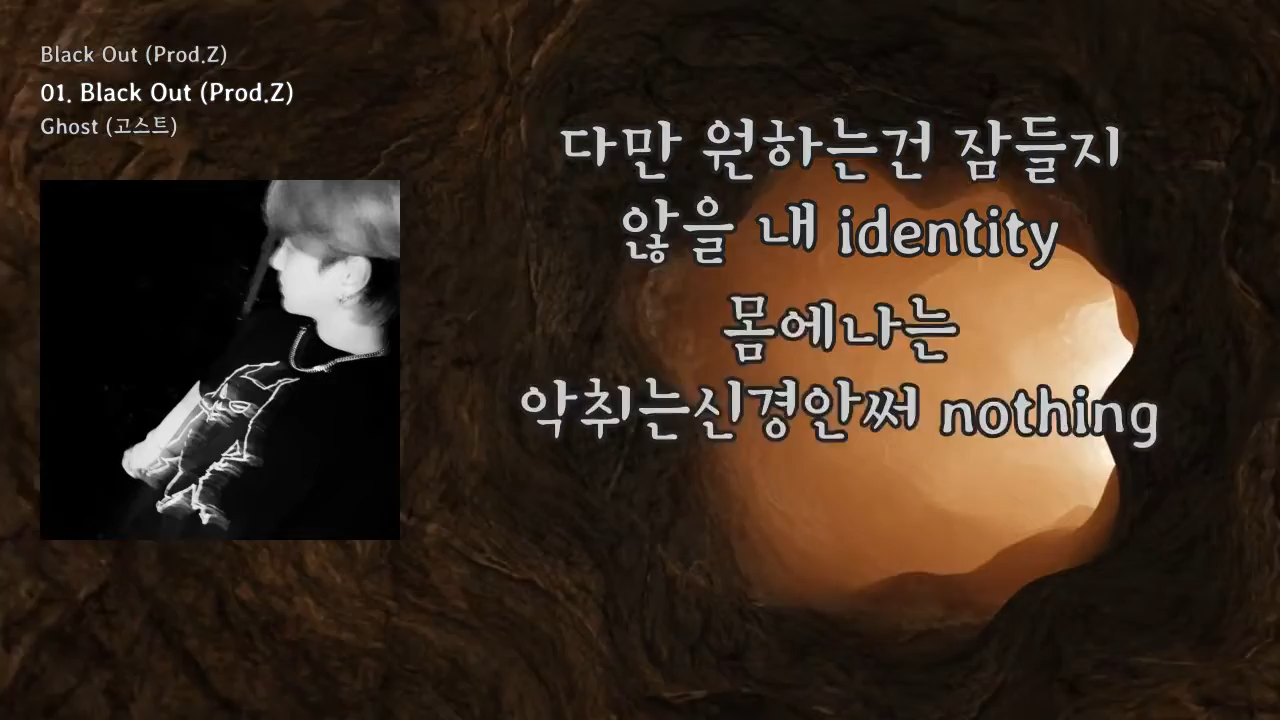 Black Out (Prod.Z)
01. Black Out (Prod.Z)
Ghost (고스트)
다만 원하는건 잠들지
않을 내 identity
몸에나는
악취는신경안써 nothing